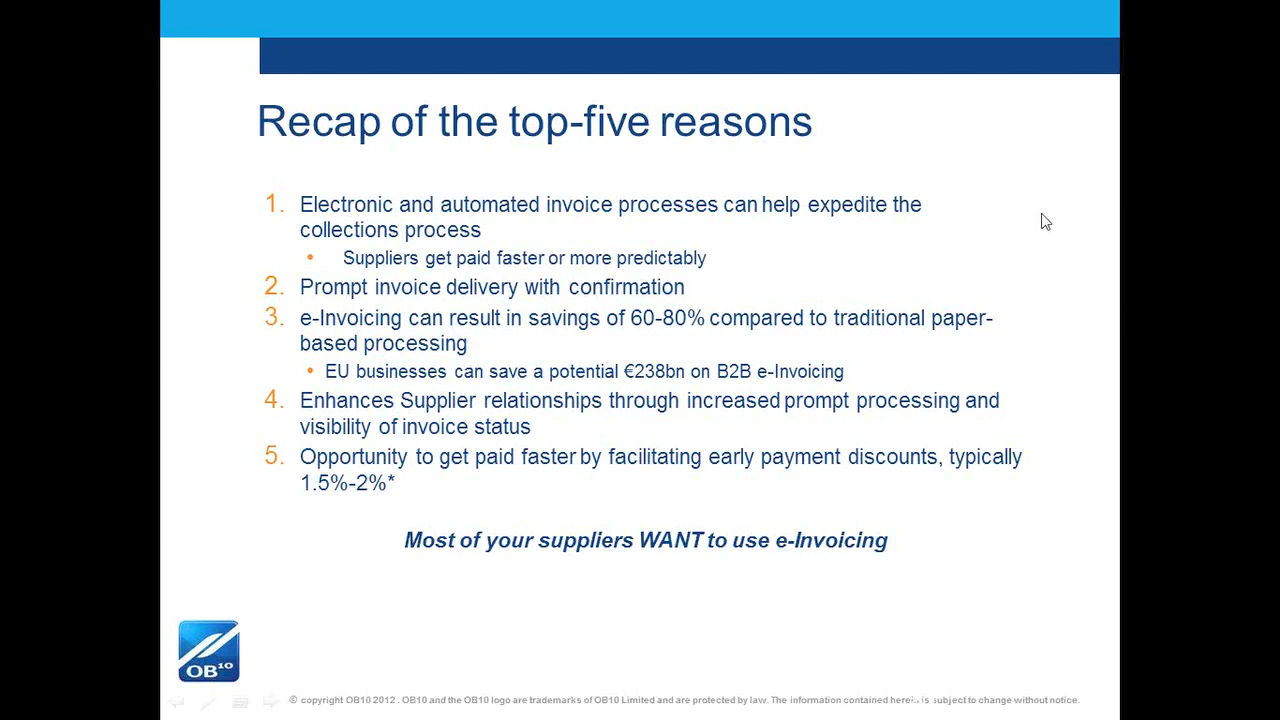 Recap of the top-five reasons
1. Electronic and automated invoice processes can help expedite the
collections process
• Suppliers get paid faster or more predictably
2. Prompt invoice delivery with confirmation
3. e-Invoicing can result in savings of 60-80% compared to traditional paper-
based processing
• EU businesses can save a potential €238bn on B2B e-Invoicing
4. Enhances Supplier relationships through increased prompt processing and
visibility of invoice status
5. Opportunity to get paid faster by facilitating early payment discounts, typically
1.5%-2%*
Most of your suppliers WANT to use e-Invoicing
OB10
© copyright OB10 2012 . OB10 and the OB10 logo are trademarks of OB10 Limited and are protected by law. The information contained is subject to change without notice.